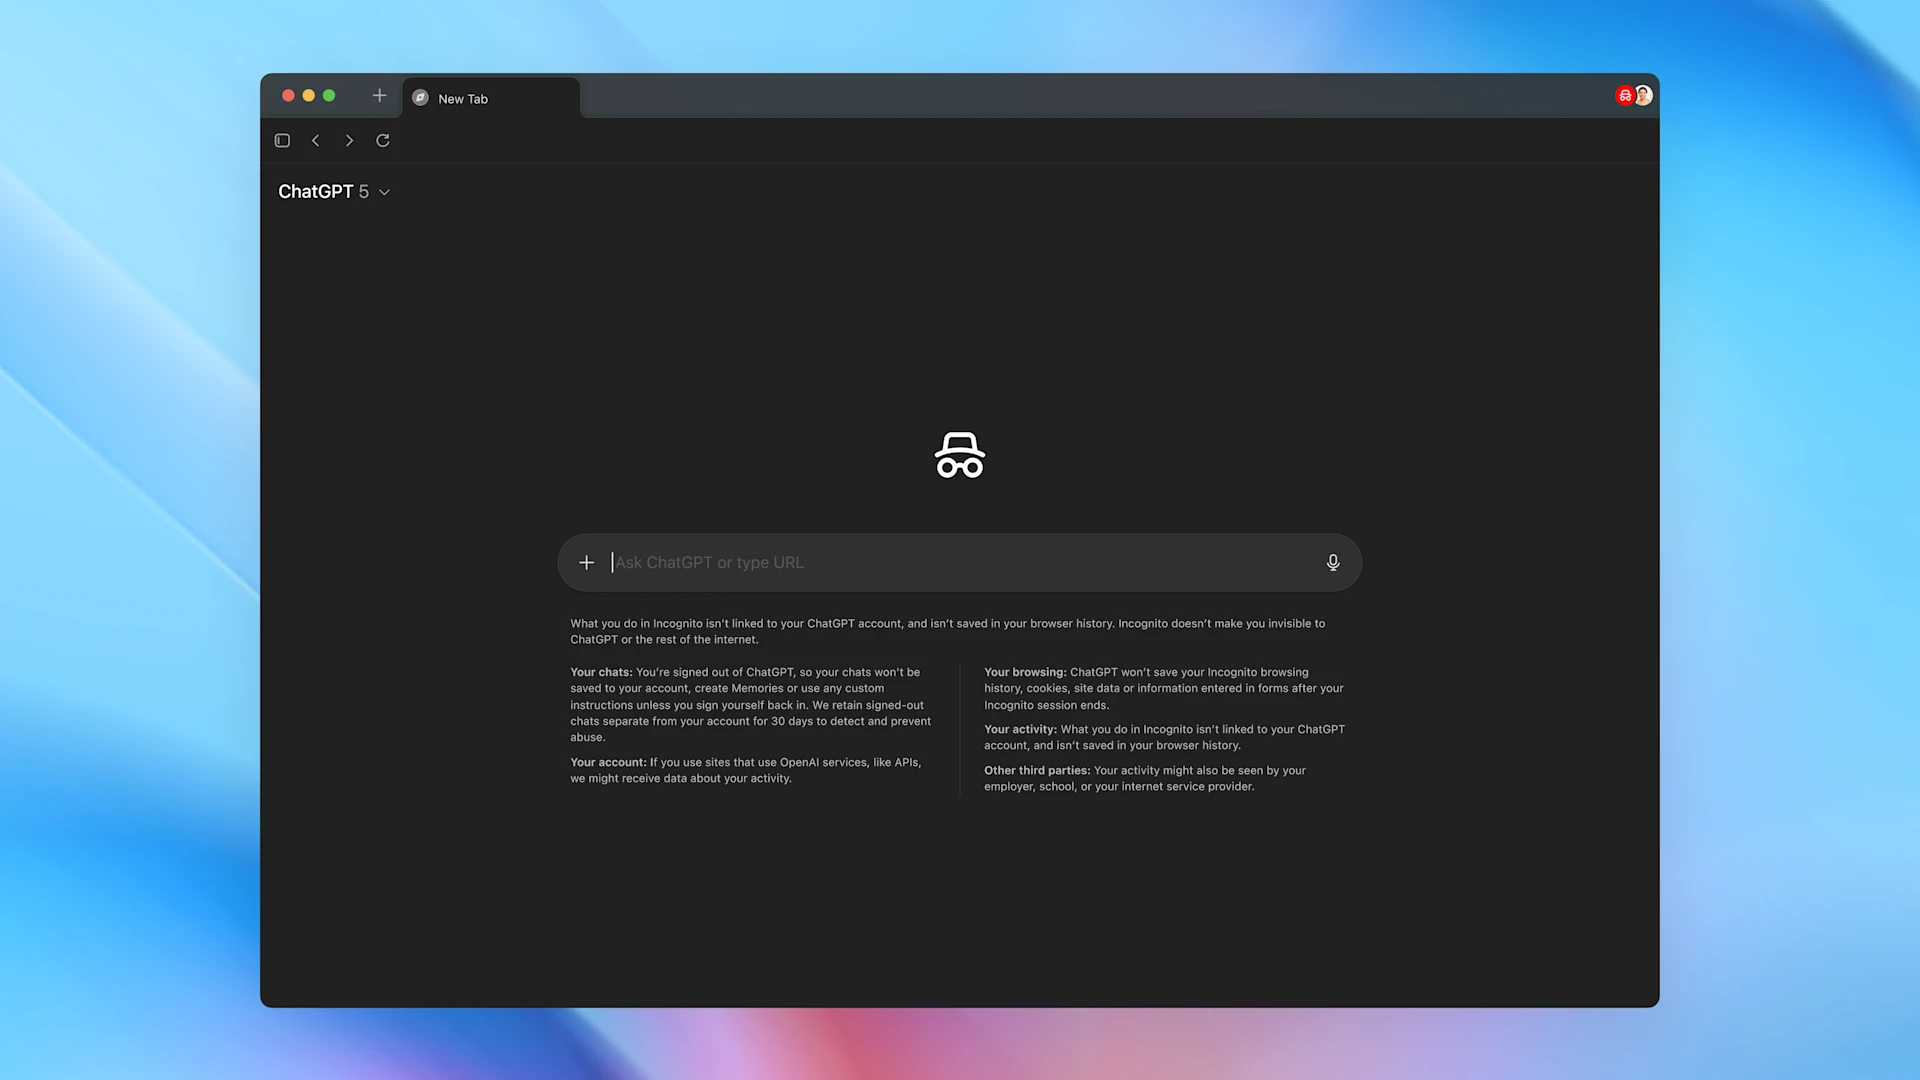 New Tab
ChatGPT 5
Ask ChatGPT or type URL
What you do in Incognito isn’t linked to your ChatGPT account, and isn’t saved in your browser history. Incognito doesn’t make you invisible to
ChatGPT or the rest of the internet.
Your chats: You’re signed out of ChatGPT, so your chats won’t be
saved to your account, create Memories or use any custom
instructions unless you sign yourself back in. We retain signed-out
chats separate from your account for 30 days to detect and prevent
abuse.
Your account: If you use sites that use OpenAI services, like APIs,
we might receive data about your activity.
Your browsing: ChatGPT won’t save your Incognito browsing
history, cookies, site data or information entered in forms after your
Incognito session ends.
Your activity: What you do in Incognito isn’t linked to your ChatGPT
account, and isn’t saved in your browser history.
Other third parties: Your activity might also be seen by your
employer, school, or your internet service provider.